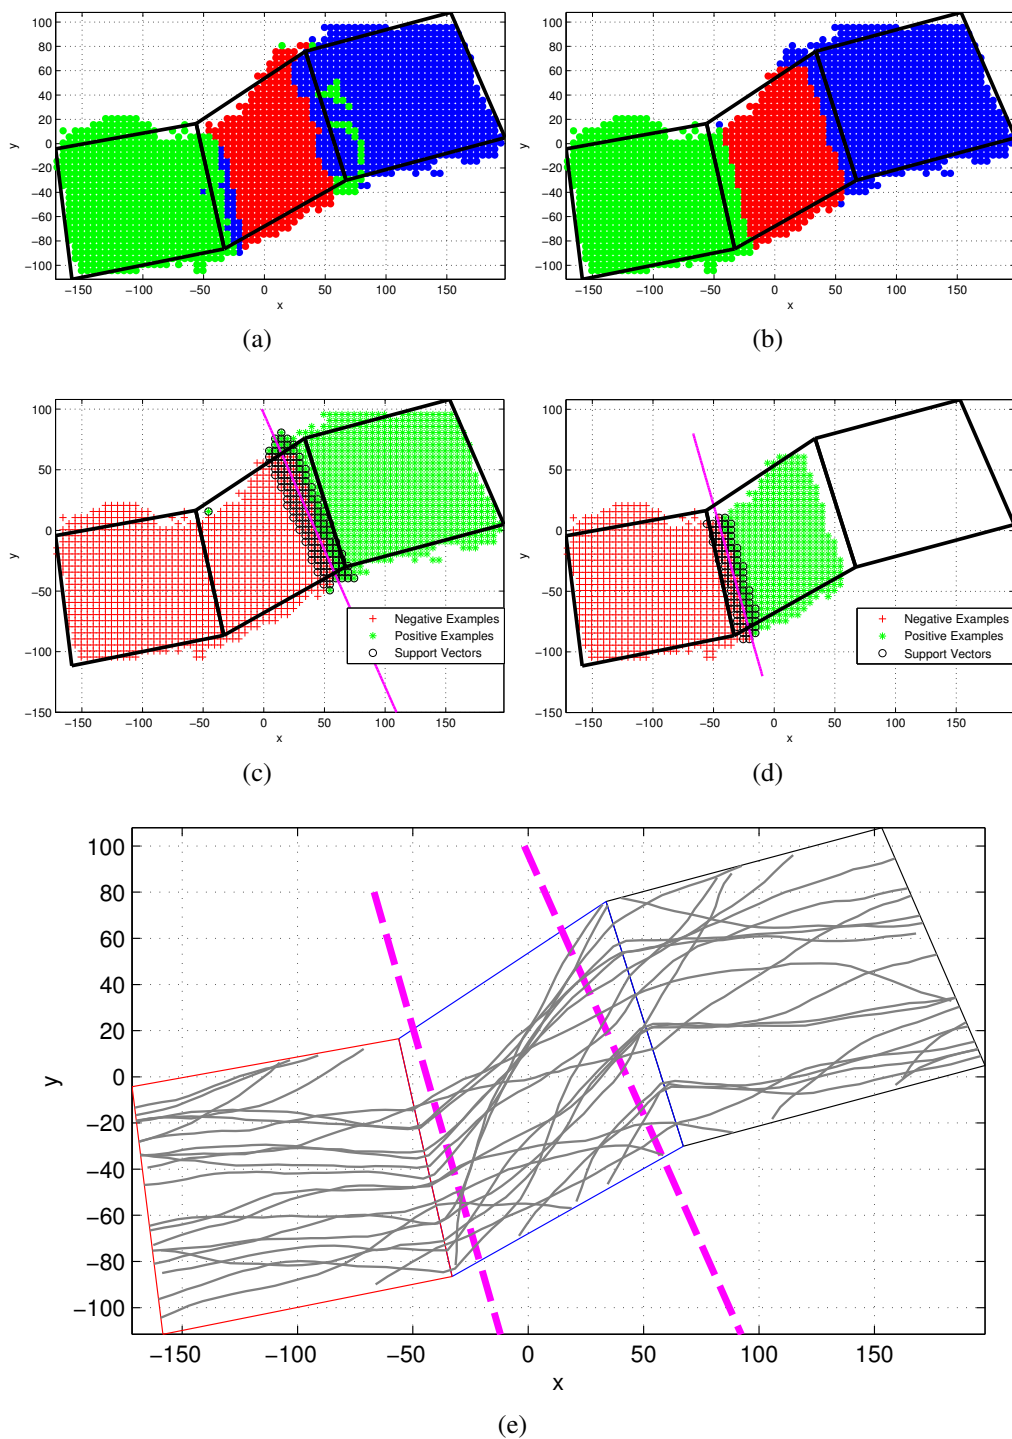 100
80
60
40
20
0
−20
−40
−60
−80
−100
y
−150 −100 −50 0 50 100 150
x
(a)
100
80
60
40
20
0
−20
−40
−60
−80
−100
y
−150 −100 −50 0 50 100 150
x
(b)
100
50
0
−50
−100
−150
y
−150 −100 −50 0 50 100 150
x
Negative Examples
Positive Examples
Support Vectors
(c)
100
50
0
−50
−100
−150
y
−150 −100 −50 0 50 100 150
x
Negative Examples
Positive Examples
Support Vectors
(d)
100
80
60
40
20
0
−20
−40
−60
−80
−100
y
−150 −100 −50 0 50 100 150
x
(e)